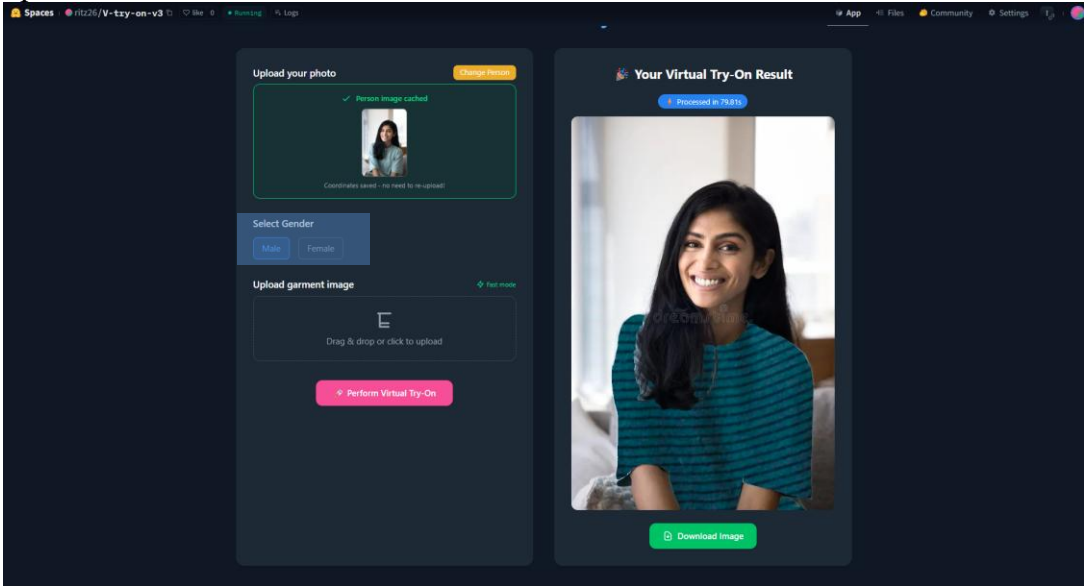 Spaces ritz26/V-try-on-v3 like 0 Running Logs App Files Community Settings
Upload your photo Change Person
Person image cached
Coordinates saved - no need to re-upload!
Select Gender
Male Female
Upload garment image Fast mode
Drag & drop or click to upload
Perform Virtual Try-On
Your Virtual Try-On Result
Processed in 79.81s
dreamstime
Download Image